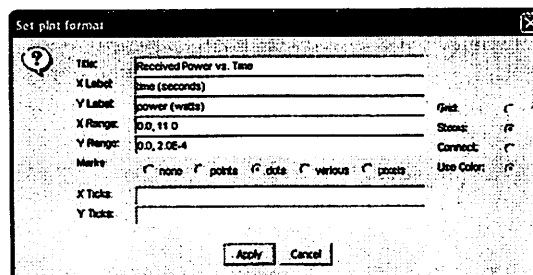 Set plot format
Title: Received Power vs. Time
X Label: time (seconds)
Y Label: power (watts)
X Range: 0.0, 11.0
Y Range: 0.0, 2.0E-4
Marks: none points dots various pixels
Grid:
Stems:
Connect:
Use Color:
X Ticks:
Y Ticks:
Apply Cancel